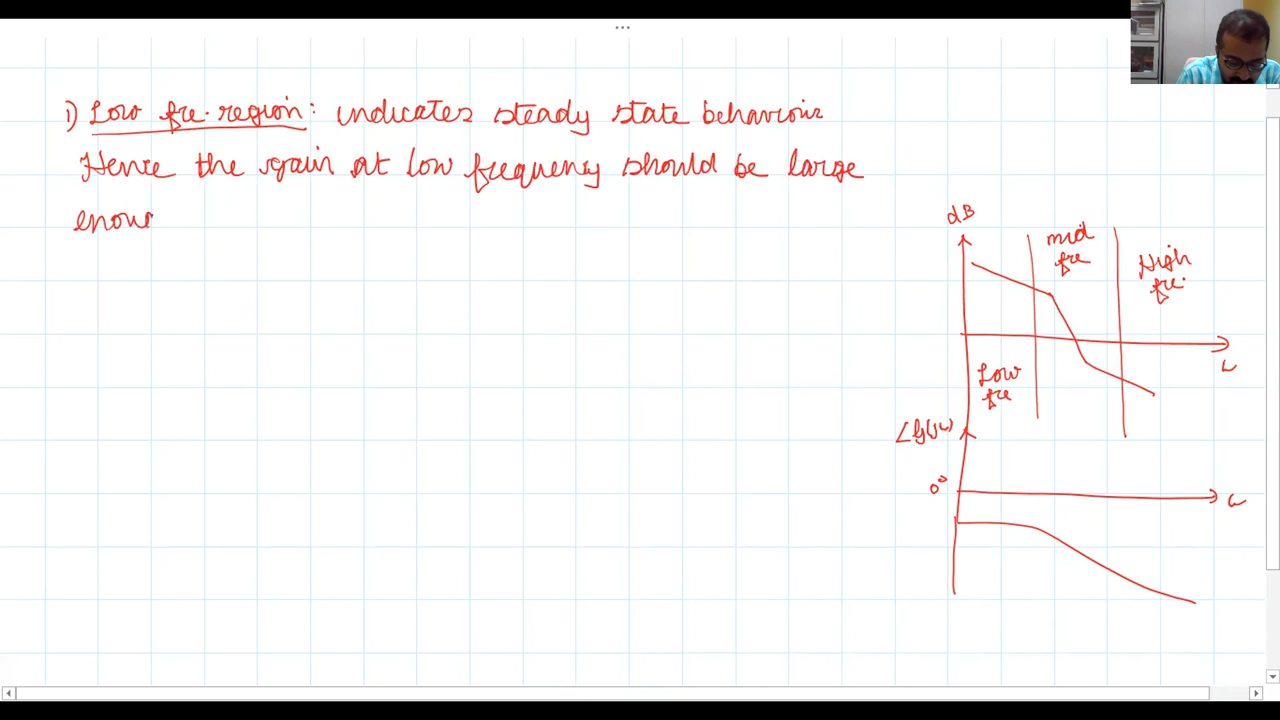 1) Low fre. region: indicates steady state behaviour
Hence the gain at low frequency should be large
enou
dB
mid
fre
High
fre.
Low
fre
∠G(jω)
0°